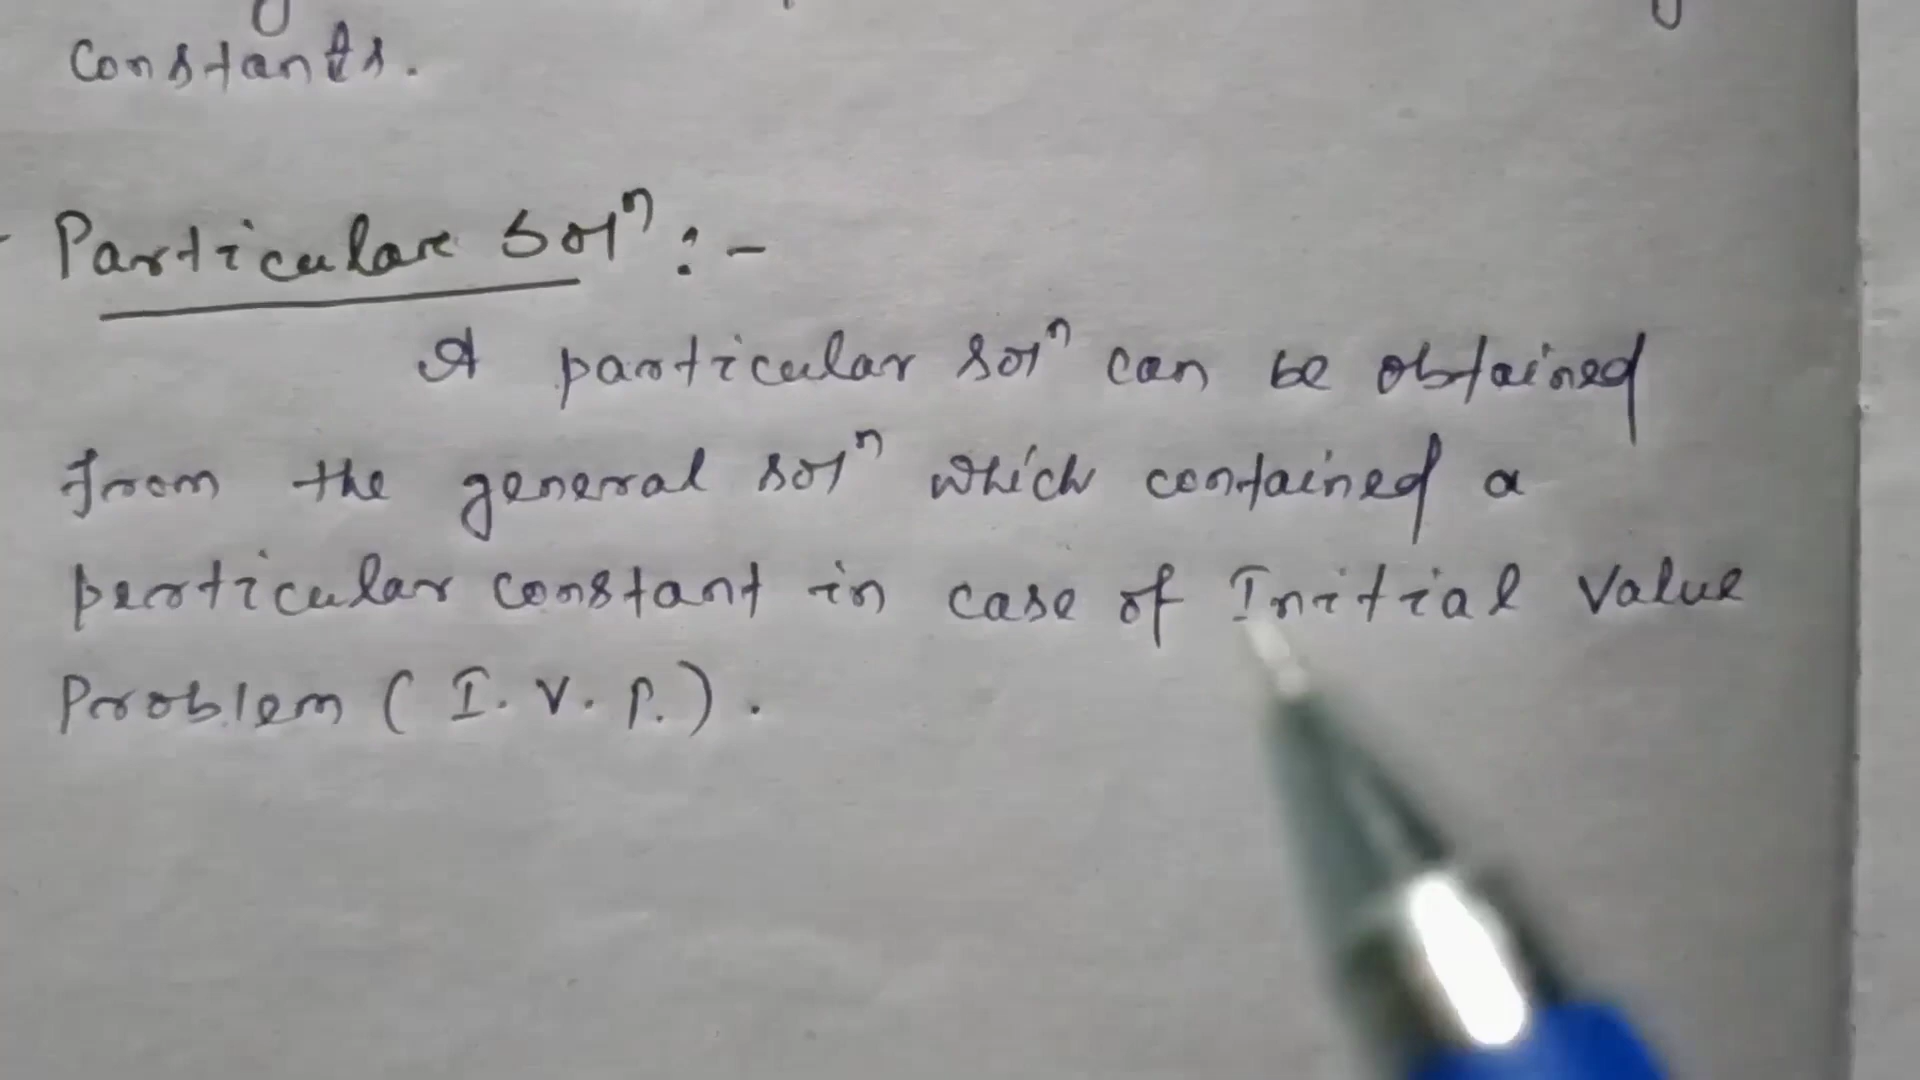 Constants.
Particular Solⁿ :-
A particular solⁿ can be obtained
from the general solⁿ which contained a
particular constant in case of Initial Value
Problem ( I. V. P. ) .